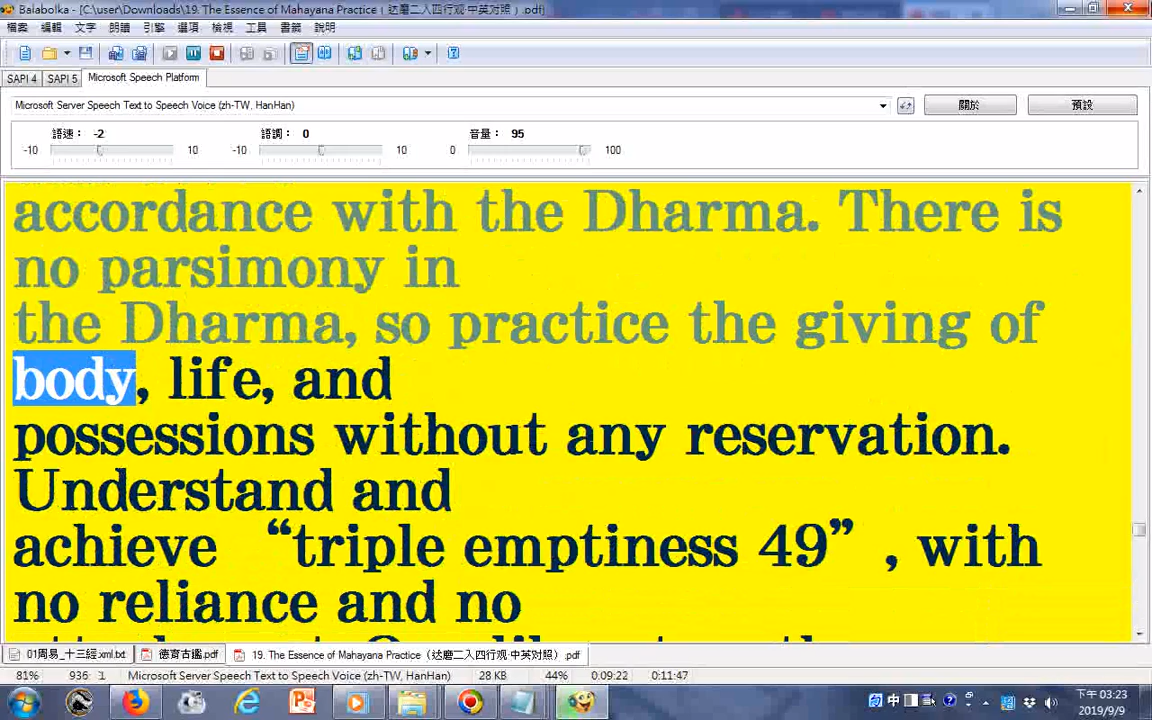 Balabolka - [C:\user\Downloads\19. The Essence of Mahayana Practice（达磨二入四行观·中英对照）.pdf]
檔案 編輯 文字 朗讀 引擎 選項 檢視 工具 書籤 說明
SAPI 4 SAPI 5 Microsoft Speech Platform
Microsoft Server Speech Text to Speech Voice (zh-TW, HanHan) 關於 預設
語速： -2 語調： 0 音量： 95
-10 10 -10 10 0 100
accordance with the Dharma. There is
no parsimony in
the Dharma, so practice the giving of
body, life, and
possessions without any reservation.
Understand and
achieve “triple emptiness 49” , with
no reliance and no
01周易_十三經.xml.txt 德育古鑑.pdf 19. The Essence of Mahayana Practice（达磨二入四行观·中英对照）.pdf
81% 936: 1 Microsoft Server Speech Text to Speech Voice (zh-TW, HanHan) 28 KB 44% 0:09:22 0:11:47
中 下午 03:23
2019/9/9